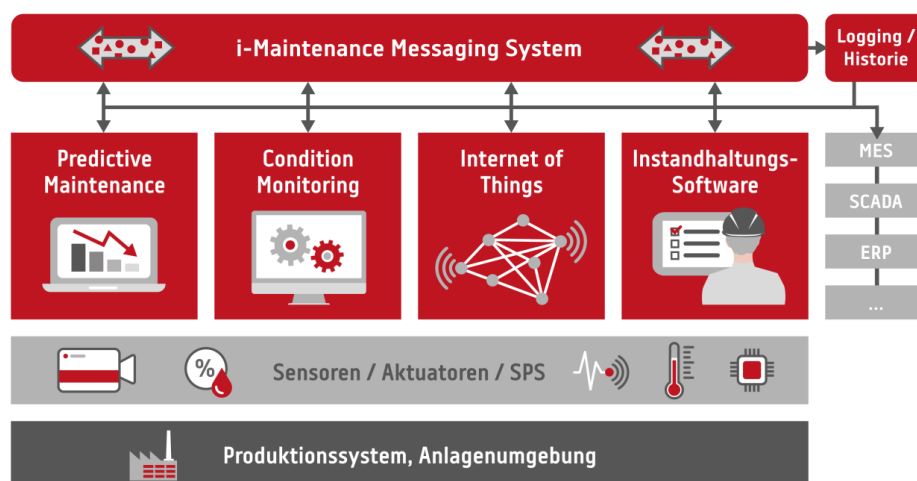 i-Maintenance Messaging System
Logging /
Historie
Predictive
Maintenance
Condition
Monitoring
Internet of
Things
Instandhaltungs-
Software
MES
SCADA
ERP
...
%
Sensoren / Aktuatoren / SPS
Produktionssystem, Anlagenumgebung